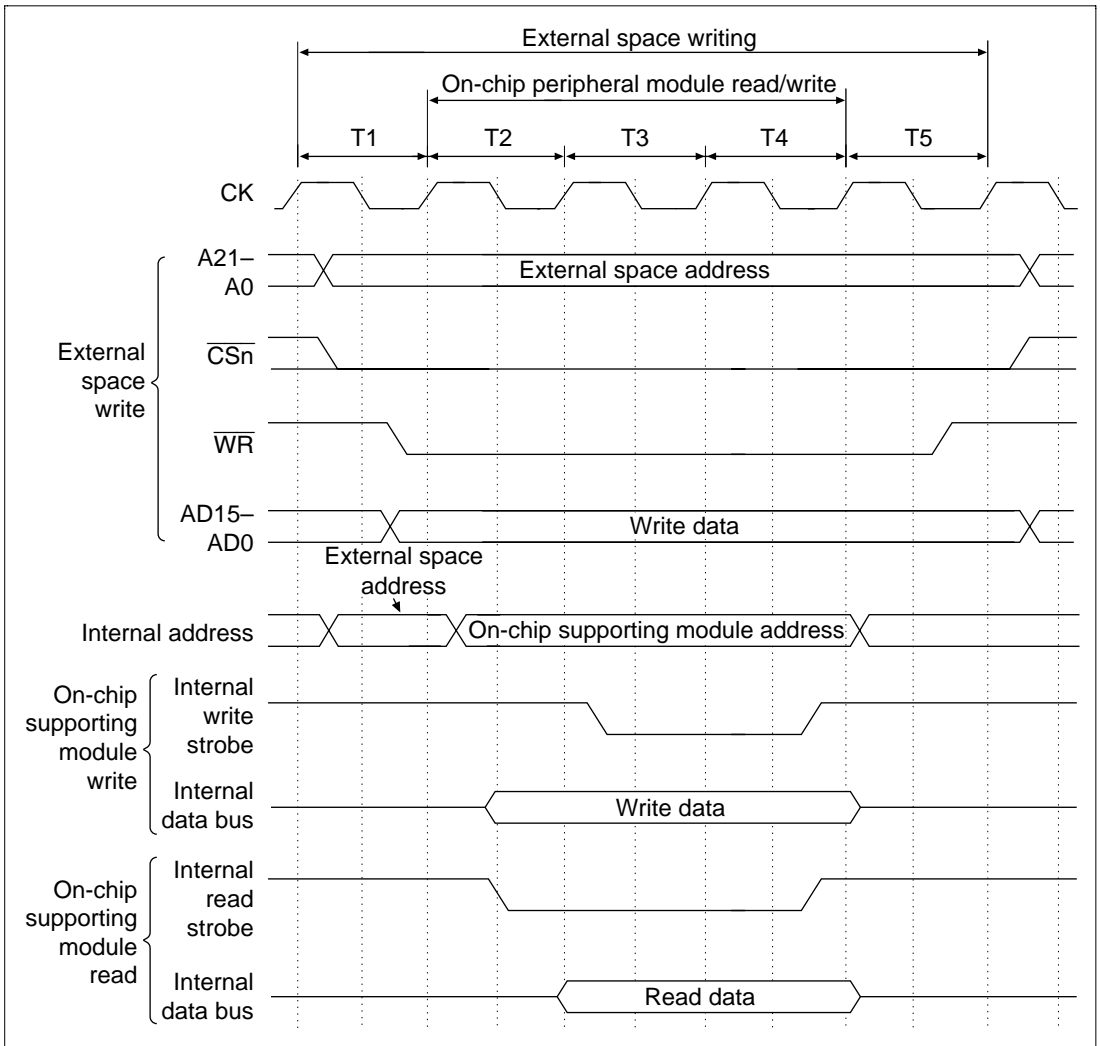 External space writing
On-chip peripheral module read/write
T1 T2 T3 T4 T5
CK
A21–
A0
External space address
External
space
write
CSn
WR
AD15–
AD0
Write data
External space
address
Internal address
On-chip supporting module address
On-chip
supporting
module
write
Internal
write
strobe
Internal
data bus
Write data
On-chip
supporting
module
read
Internal
read
strobe
Internal
data bus
Read data